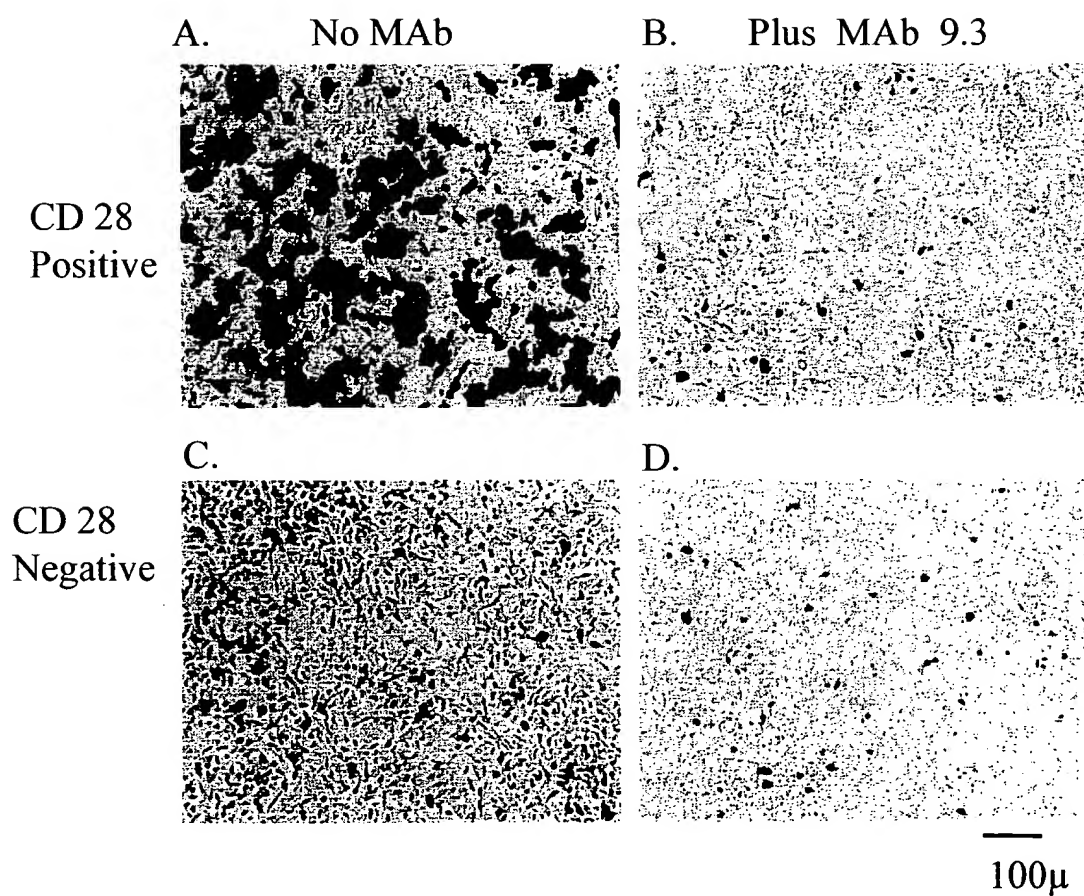 A. No MAb
B. Plus MAb 9.3
CD 28
Positive
C.
D.
CD 28
Negative
100µ